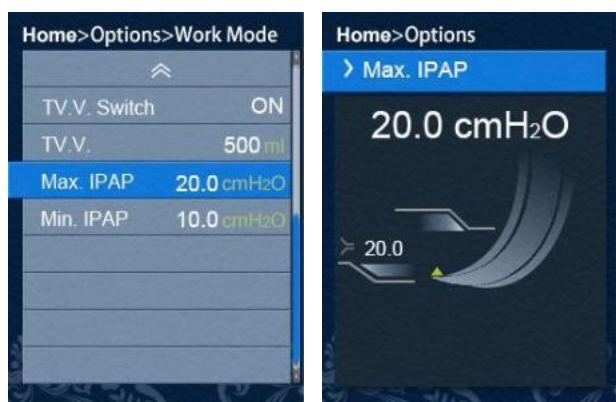 Home>Options>Work Mode
TV.V. Switch ON
TV.V. 500 ml
Max. IPAP 20.0 cmH₂O
Min. IPAP 10.0 cmH₂O
Home>Options
Max. IPAP
20.0 cmH₂O
20.0